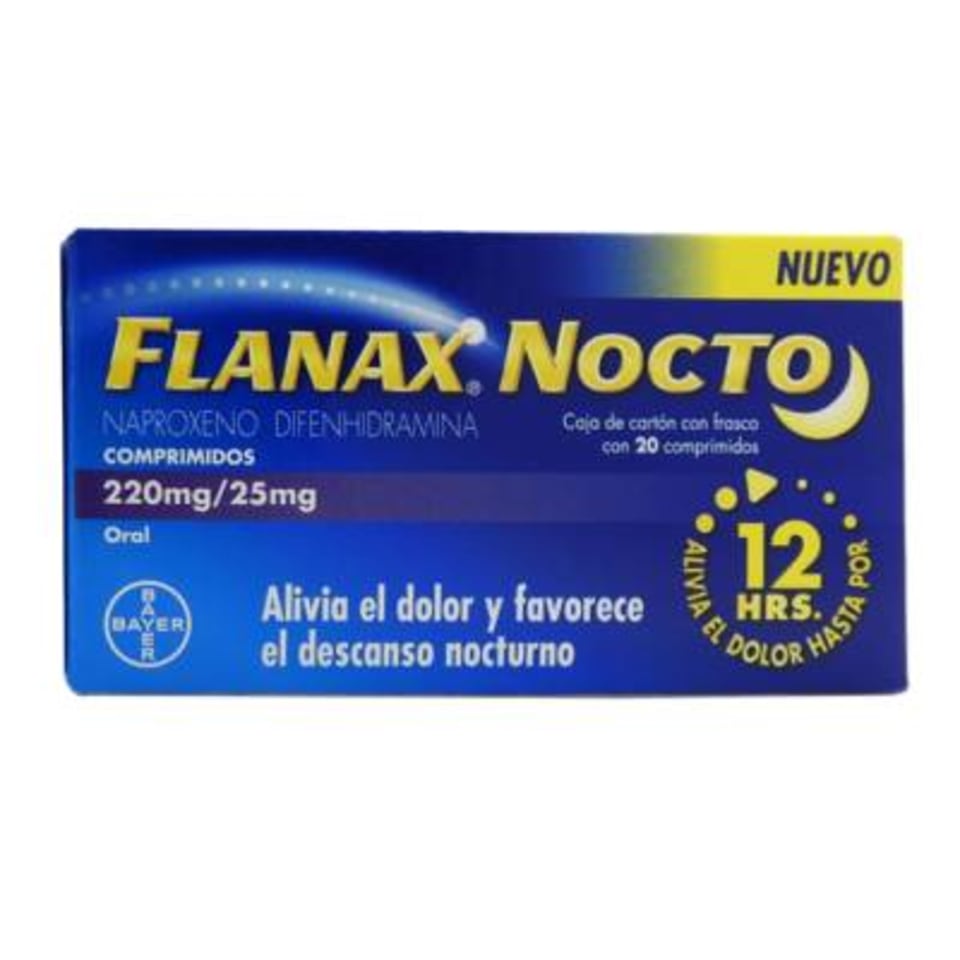 NUEVO
FLANAX® NOCTO
NAPROXENO DIFENHIDRAMINA
Caja de cartón con frasco
con 20 comprimidos
COMPRIMIDOS
220mg/25mg
Oral
12
HRS.
ALIVIA EL DOLOR HASTA POR
BAYER
BAYER
Alivia el dolor y favorece
el descanso nocturno